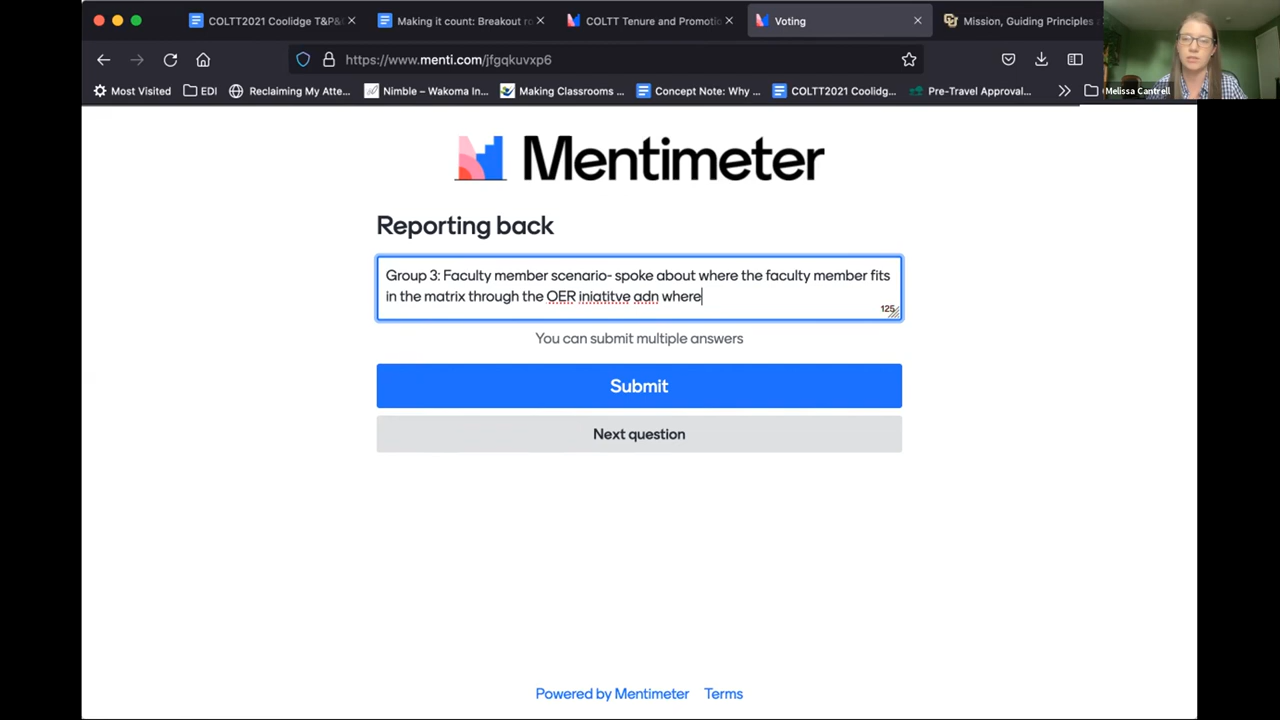 COLTT2021 Coolidge T&P&
Making it count: Breakout ro
COLTT Tenure and Promotio
Voting
Mission, Guiding Principles
https://www.menti.com/jfgqkuvxp6
Most Visited
EDI
Reclaiming My Atte...
Nimble – Wakoma In...
Making Classrooms ...
Concept Note: Why ...
COLTT2021 Coolidg...
Pre-Travel Approval...
Melissa Cantrell
Mentimeter
Reporting back
Group 3: Faculty member scenario- spoke about where the faculty member fits
in the matrix through the OER iniatitve adn where
125
You can submit multiple answers
Submit
Next question
Powered by Mentimeter
Terms